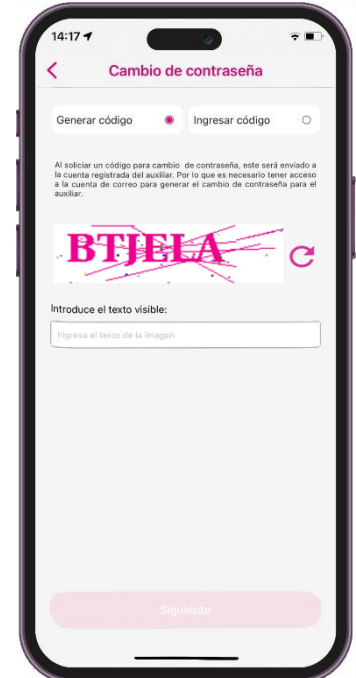 14:17
Cambio de contraseña
Generar código
Ingresar código
Al soliciar un código para cambio de contraseña, este será enviado a
la cuenta registrada del auxiliar. Por lo que es necesario tener acceso
a la cuenta de correo para generar el cambio de contraseña para el
auxiliar.
BTJELA
Introduce el texto visible:
Ingresa el texto de la imagen
Siguiente